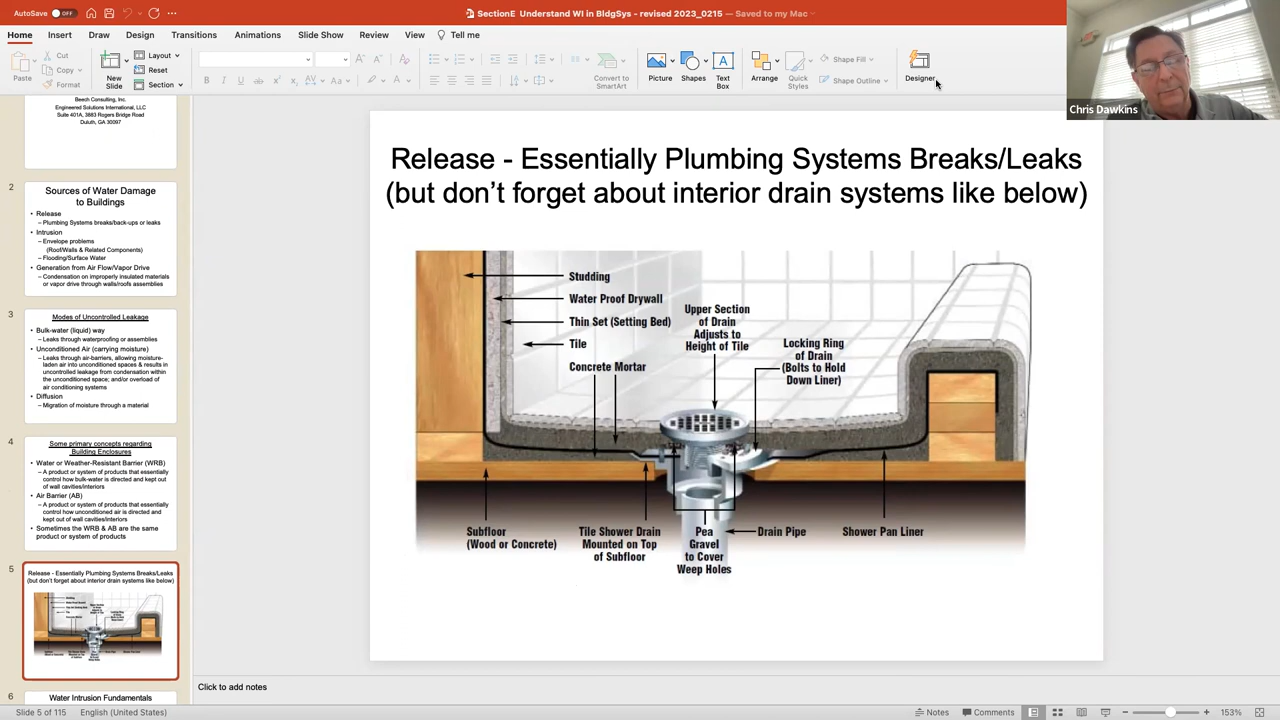 AutoSave OFF
SectionE Understand WI in BldgSys - revised 2023_0215 — Saved to my Mac
Home Insert Draw Design Transitions Animations Slide Show Review View Tell me
Paste
Cut
Copy
Format
New
Slide
Layout
Reset
Section
Convert to
SmartArt
Picture
Shapes
Text
Box
Arrange
Quick
Styles
Shape Fill
Shape Outline
Designer
Chris Dawkins
Beech Consulting, Inc.
Engineered Solutions International, LLC
Suite 401A, 3883 Rogers Bridge Road
Duluth, GA 30097
2
Sources of Water Damage
to Buildings
• Release
– Plumbing Systems breaks/back-ups or leaks
• Intrusion
– Envelope problems
(Roof/Walls & Related Components)
– Flooding/Surface Water
• Generation from Air Flow/Vapor Drive
– Condensation on improperly insulated materials
or vapor drive through walls/roofs assemblies
3
Modes of Uncontrolled Leakage
• Bulk-water (liquid) way
– Leaks through waterproofing or assemblies
• Unconditioned Air (carrying moisture)
– Leaks through air-barriers, allowing moisture-
laden air into unconditioned spaces & results in
uncontrolled leakage from condensation within
the unconditioned space; and/or overload of
air conditioning systems
• Diffusion
– Migration of moisture through a material
4
Some primary concepts regarding
Building Enclosures
• Water or Weather-Resistant Barrier (WRB)
– A product or system of products that essentially
control how bulk-water is directed and kept out
of wall cavities/interiors
• Air Barrier (AB)
– A product or system of products that essentially
control how unconditioned air is directed and
kept out of wall cavities/interiors
• Sometimes the WRB & AB are the same
product or system of products
5
Release - Essentially Plumbing Systems Breaks/Leaks
(but don't forget about interior drain systems like below)
6
Water Intrusion Fundamentals
Release - Essentially Plumbing Systems Breaks/Leaks
(but don't forget about interior drain systems like below)
Studding
Water Proof Drywall
Thin Set (Setting Bed)
Tile
Concrete Mortar
Upper Section
of Drain
Adjusts to
Height of Tile
Locking Ring
of Drain
(Bolts to Hold
Down Liner)
Subfloor
(Wood or Concrete)
Tile Shower Drain
Mounted on Top
of Subfloor
Pea
Gravel
to Cover
Weep Holes
Drain Pipe
Shower Pan Liner
Click to add notes
Slide 5 of 115 English (United States) Notes Comments 153%